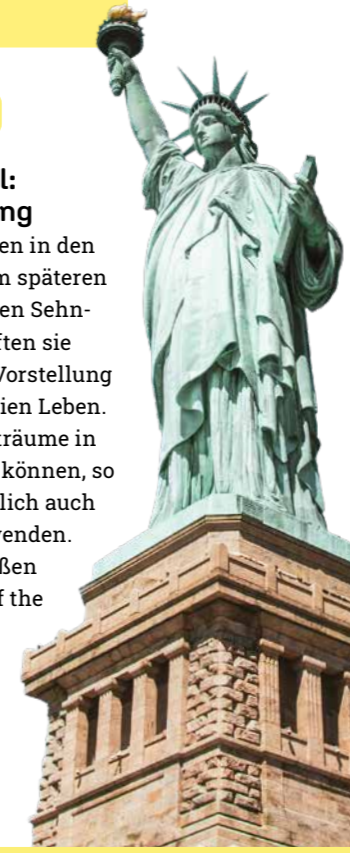 l:
ng
en in den
m späteren
en Sehn-
ften sie
Vorstellung
ien Leben.
träume in
können, so
lich auch
venden.
ßen
f the